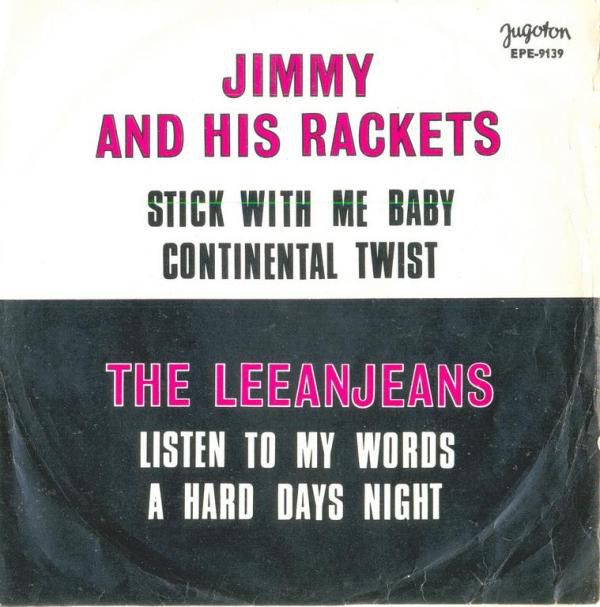 Jugoton
EPE-9139
JIMMY
AND HIS RACKETS
STICK WITH ME BABY
CONTINENTAL TWIST
THE LEEANJEANS
LISTEN TO MY WORDS
A HARD DAYS NIGHT